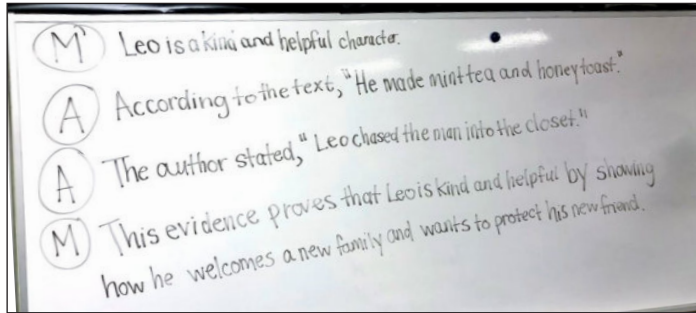 M Leo is a kind and helpful character.
A According to the text, "He made mint tea and honey toast."
A The author stated, "Leo chased the man into the closet."
M This evidence proves that Leo is kind and helpful by showing
how he welcomes a new family and wants to protect his new friend.